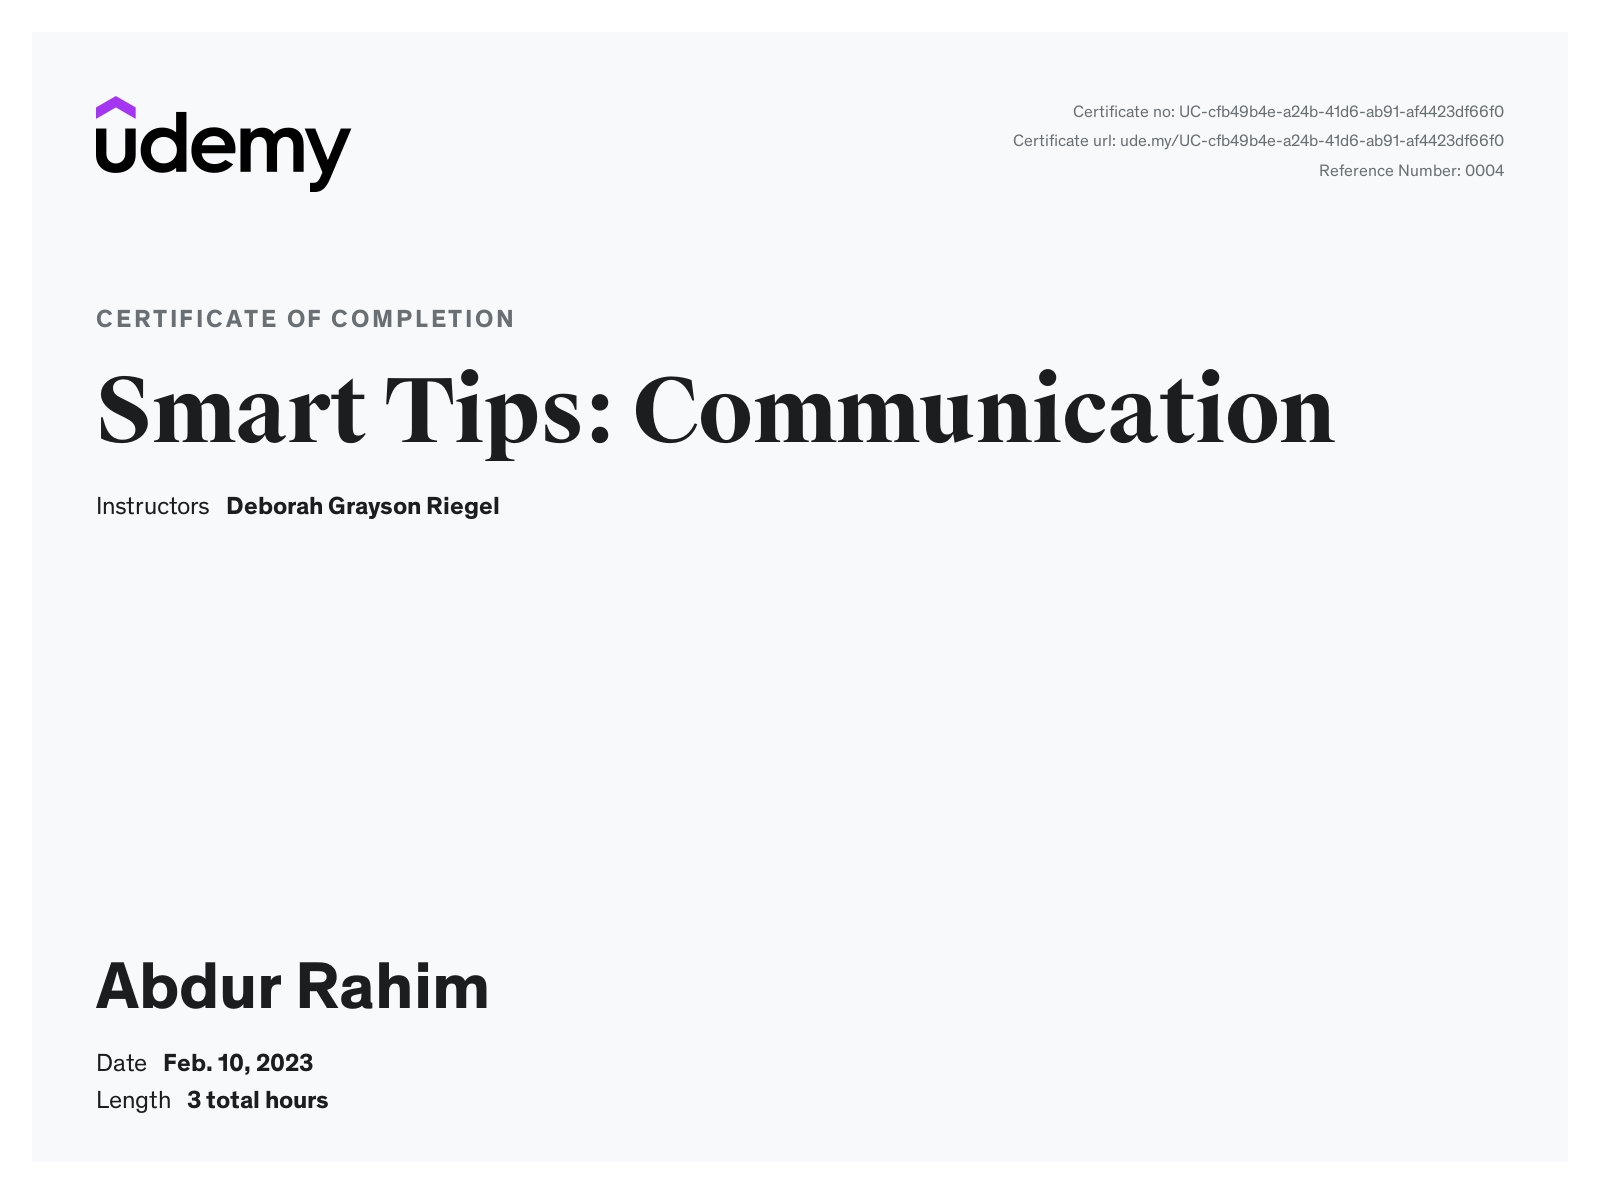 udemy
Certificate no: UC-cfb49b4e-a24b-41d6-ab91-af4423df66f0
Certificate url: ude.my/UC-cfb49b4e-a24b-41d6-ab91-af4423df66f0
Reference Number: 0004
CERTIFICATE OF COMPLETION
Smart Tips: Communication
Instructors Deborah Grayson Riegel
Abdur Rahim
Date Feb. 10, 2023
Length 3 total hours